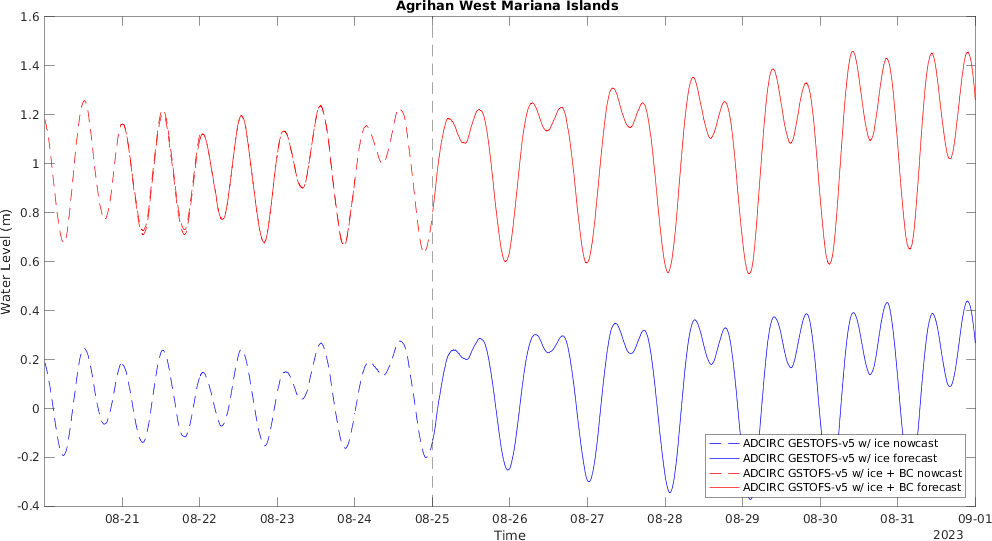 Agrihan West Mariana Islands
1.6
1.4
1.2
1
0.8
0.6
0.4
0.2
0
-0.2
-0.4
Water Level (m)
ADCIRC GESTOFS-v5 w/ ice nowcast
ADCIRC GESTOFS-v5 w/ ice forecast
ADCIRC GSTOFS-v5 w/ ice + BC nowcast
ADCIRC GSTOFS-v5 w/ ice + BC forecast
08-21 08-22 08-23 08-24 08-25 08-26 08-27 08-28 08-29 08-30 08-31 09-01
Time
2023